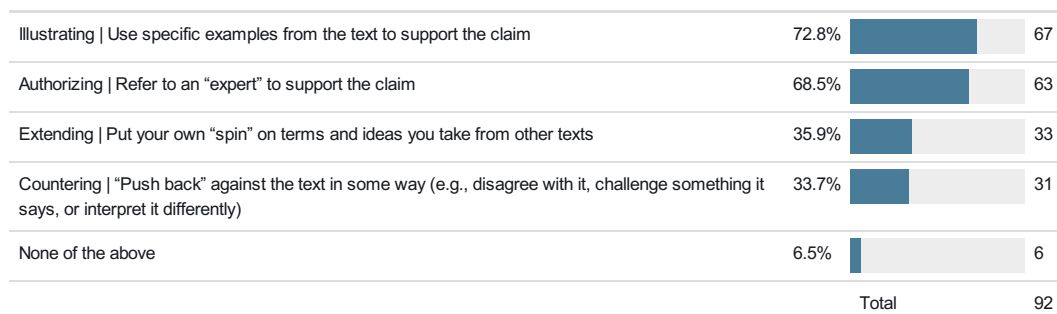 Illustrating | Use specific examples from the text to support the claim 72.8% 67
Authorizing | Refer to an “expert” to support the claim 68.5% 63
Extending | Put your own “spin” on terms and ideas you take from other texts 35.9% 33
Countering | “Push back” against the text in some way (e.g., disagree with it, challenge something it 33.7% 31
says, or interpret it differently)
None of the above 6.5% 6
Total 92